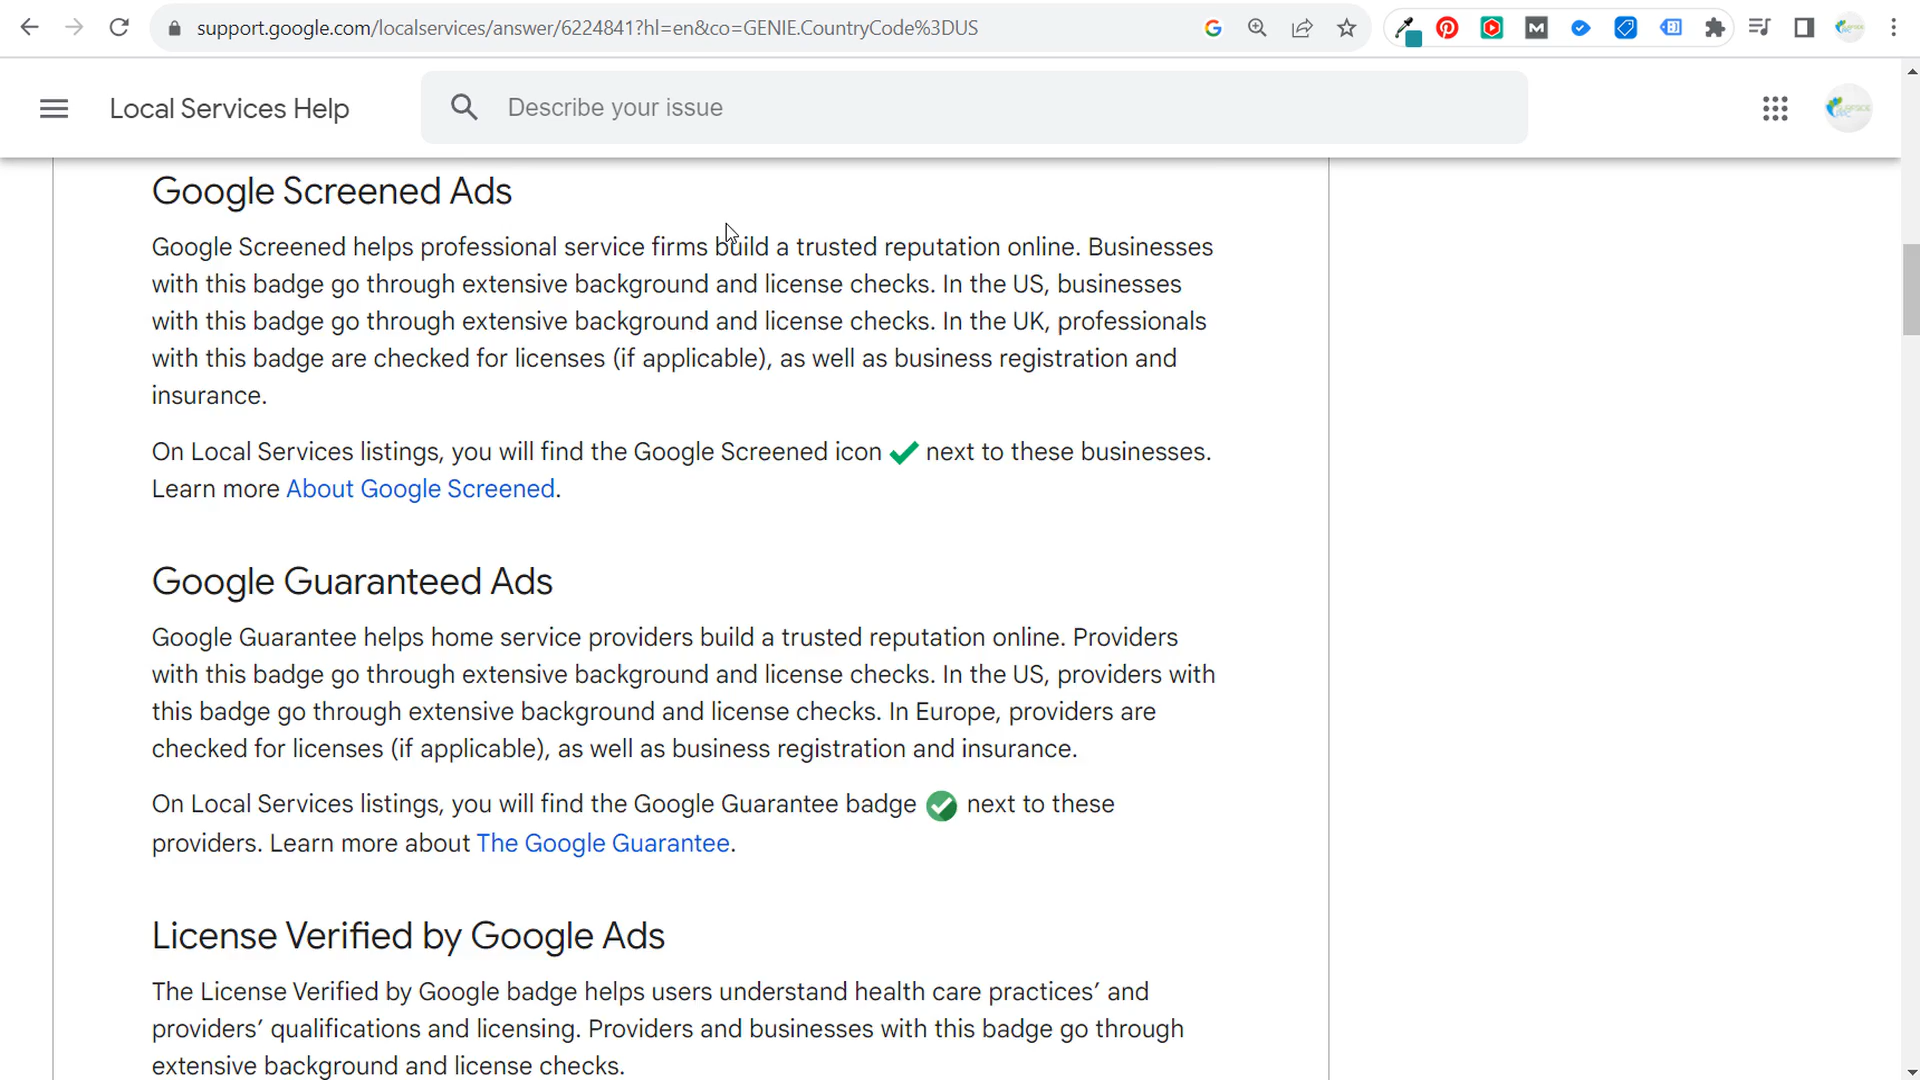 support.google.com/localservices/answer/6224841?hl=en&co=GENIE.CountryCode%3DUS
Local Services Help
Describe your issue
Google Screened Ads
Google Screened helps professional service firms build a trusted reputation online. Businesses
with this badge go through extensive background and license checks. In the US, businesses
with this badge go through extensive background and license checks. In the UK, professionals
with this badge are checked for licenses (if applicable), as well as business registration and
insurance.
On Local Services listings, you will find the Google Screened icon next to these businesses.
Learn more About Google Screened.
Google Guaranteed Ads
Google Guarantee helps home service providers build a trusted reputation online. Providers
with this badge go through extensive background and license checks. In the US, providers with
this badge go through extensive background and license checks. In Europe, providers are
checked for licenses (if applicable), as well as business registration and insurance.
On Local Services listings, you will find the Google Guarantee badge next to these
providers. Learn more about The Google Guarantee.
License Verified by Google Ads
The License Verified by Google badge helps users understand health care practices’ and
providers’ qualifications and licensing. Providers and businesses with this badge go through
extensive background and license checks.